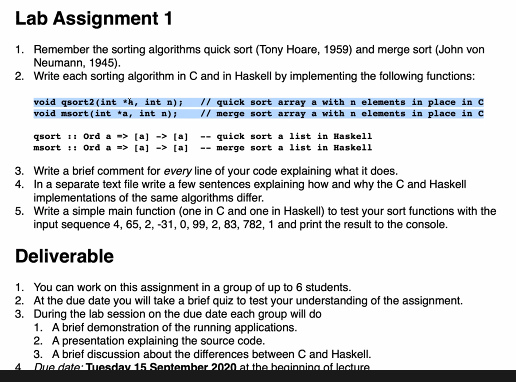 Lab Assignment 1
1. Remember the sorting algorithms quick sort (Tony Hoare, 1959) and merge sort (John von
Neumann, 1945).
2. Write each sorting algorithm in C and in Haskell by implementing the following functions:
void qsort2(int *a, int n); // quick sort array a with n elements in place in C
void msort(int *a, int n); // merge sort array a with n elements in place in C
qsort :: Ord a => [a] -> [a] -- quick sort a list in Haskell
msort :: Ord a => [a] -> [a] -- merge sort a list in Haskell
3. Write a brief comment for every line of your code explaining what it does.
4. In a separate text file write a few sentences explaining how and why the C and Haskell
implementations of the same algorithms differ.
5. Write a simple main function (one in C and one in Haskell) to test your sort functions with the
input sequence 4, 65, 2, -31, 0, 99, 2, 83, 782, 1 and print the result to the console.
Deliverable
1. You can work on this assignment in a group of up to 6 students.
2. At the due date you will take a brief quiz to test your understanding of the assignment.
3. During the lab session on the due date each group will do
1. A brief demonstration of the running applications.
2. A presentation explaining the source code.
3. A brief discussion about the differences between C and Haskell.
4. Due date: Tuesday 15 September 2020 at the beginning of lecture